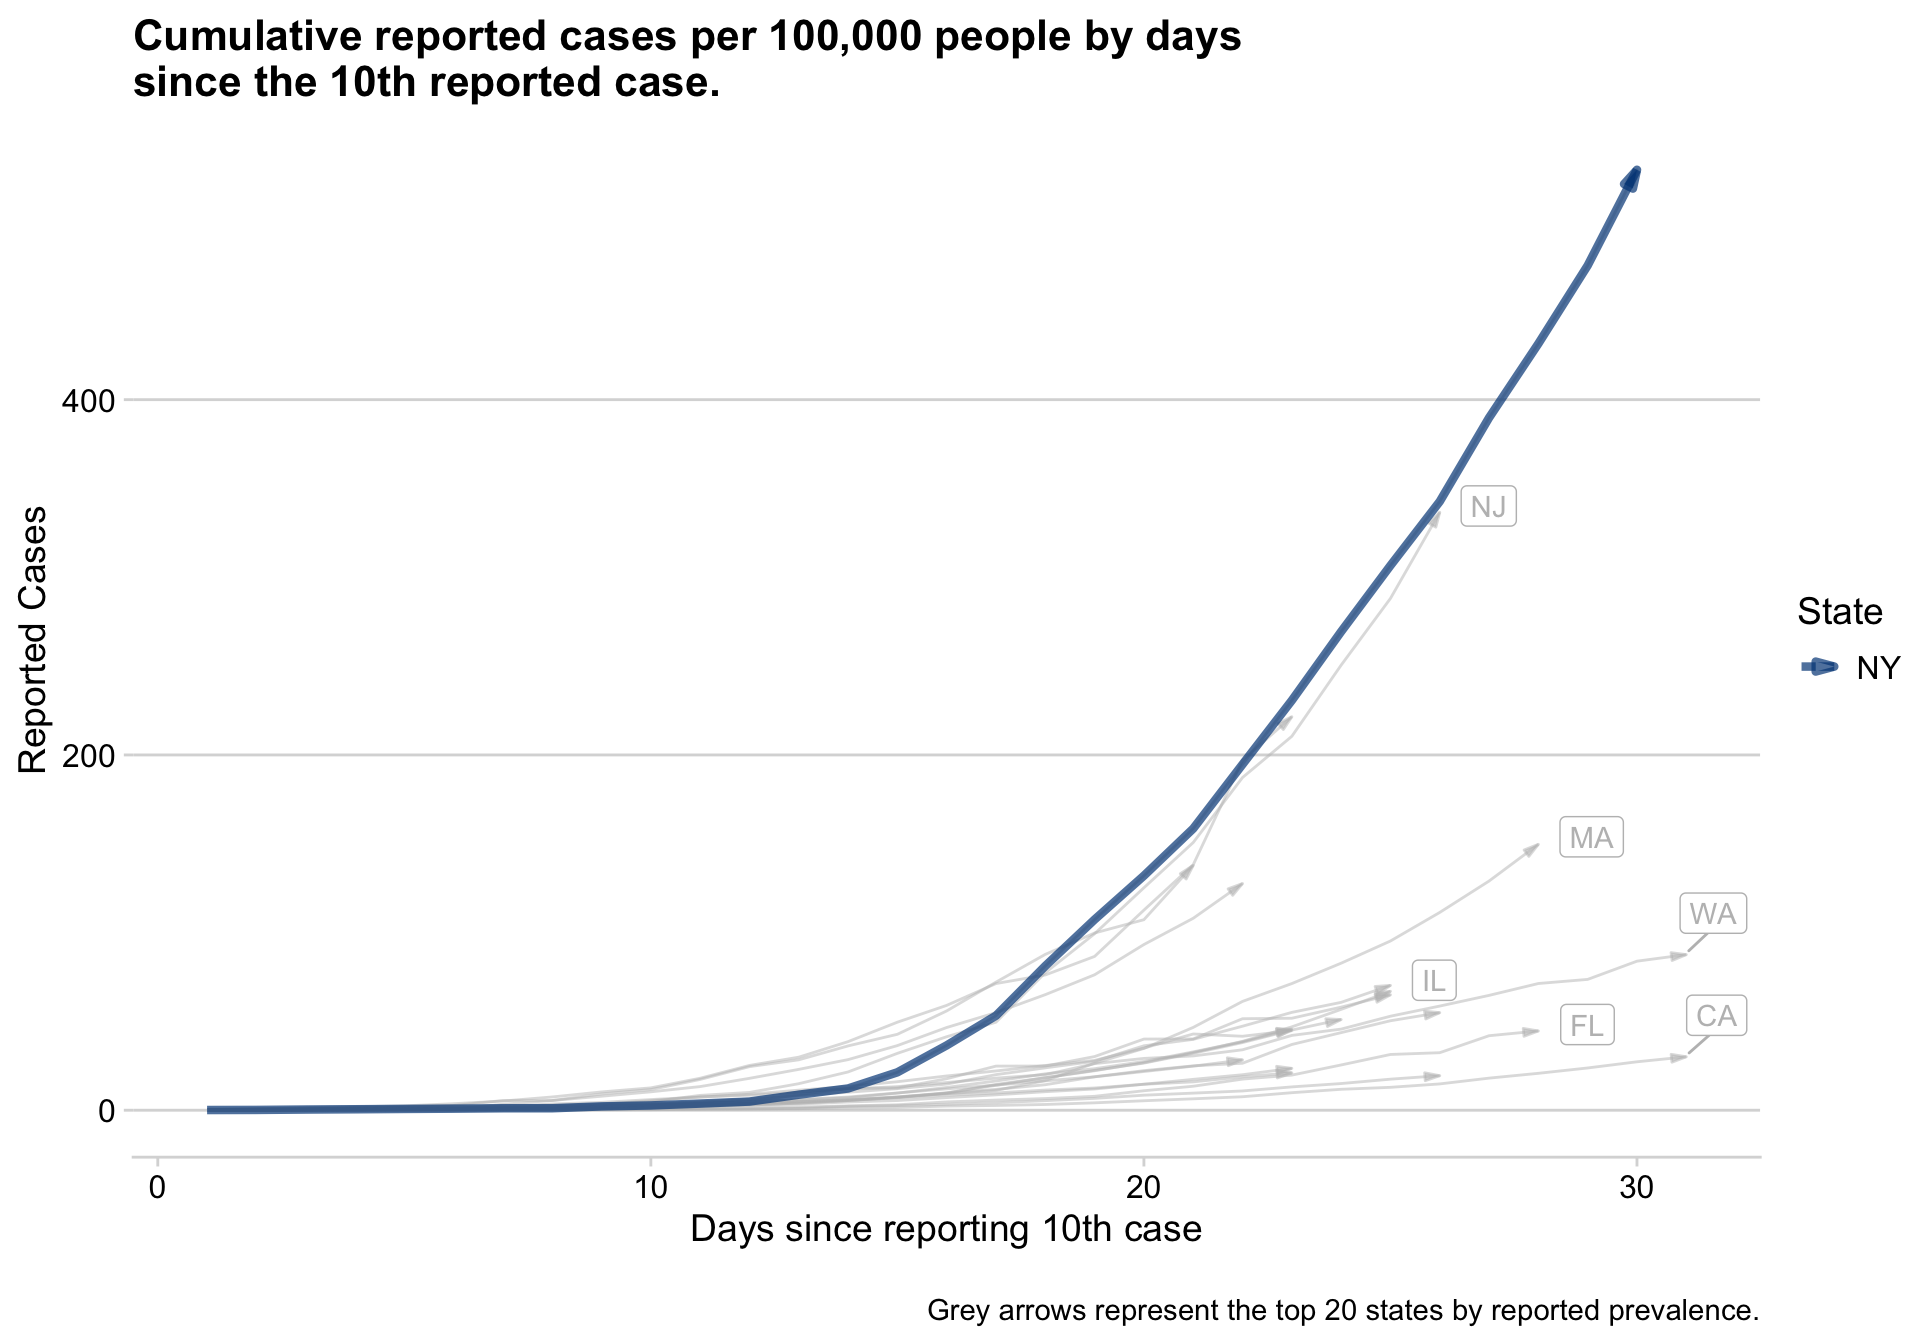 Cumulative reported cases per 100,000 people by days
since the 10th reported case.
Reported Cases
400
200
0
NJ
MA
WA
IL
FL
CA
State
NY
0
10
20
30
Days since reporting 10th case
Grey arrows represent the top 20 states by reported prevalence.